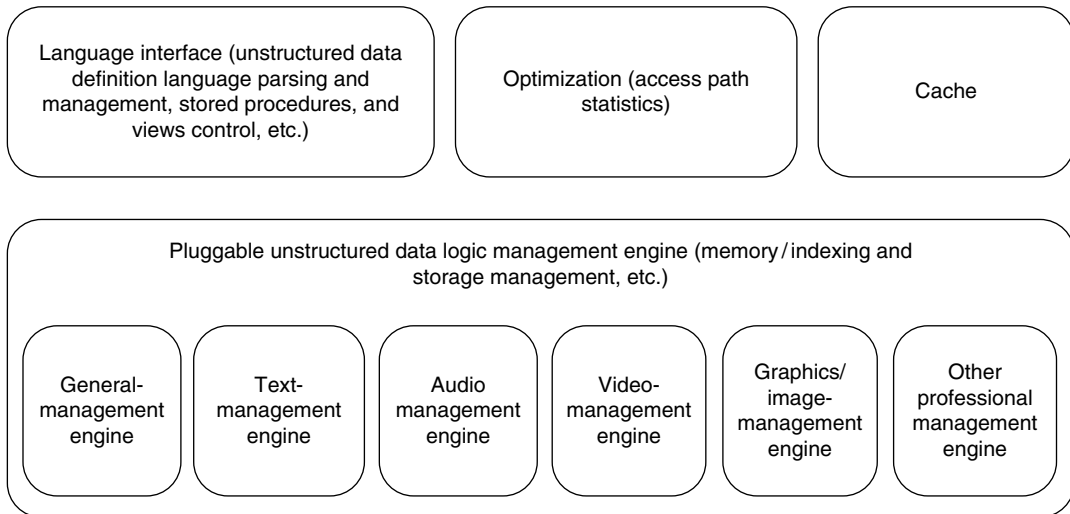 Language interface (unstructured data
definition language parsing and
management, stored procedures, and
views control, etc.)
Optimization (access path
statistics)
Cache
Pluggable unstructured data logic management engine (memory/indexing and
storage management, etc.)
General-
management
engine
Text-
management
engine
Audio
management
engine
Video-
management
engine
Graphics/
image-
management
engine
Other
professional
management
engine